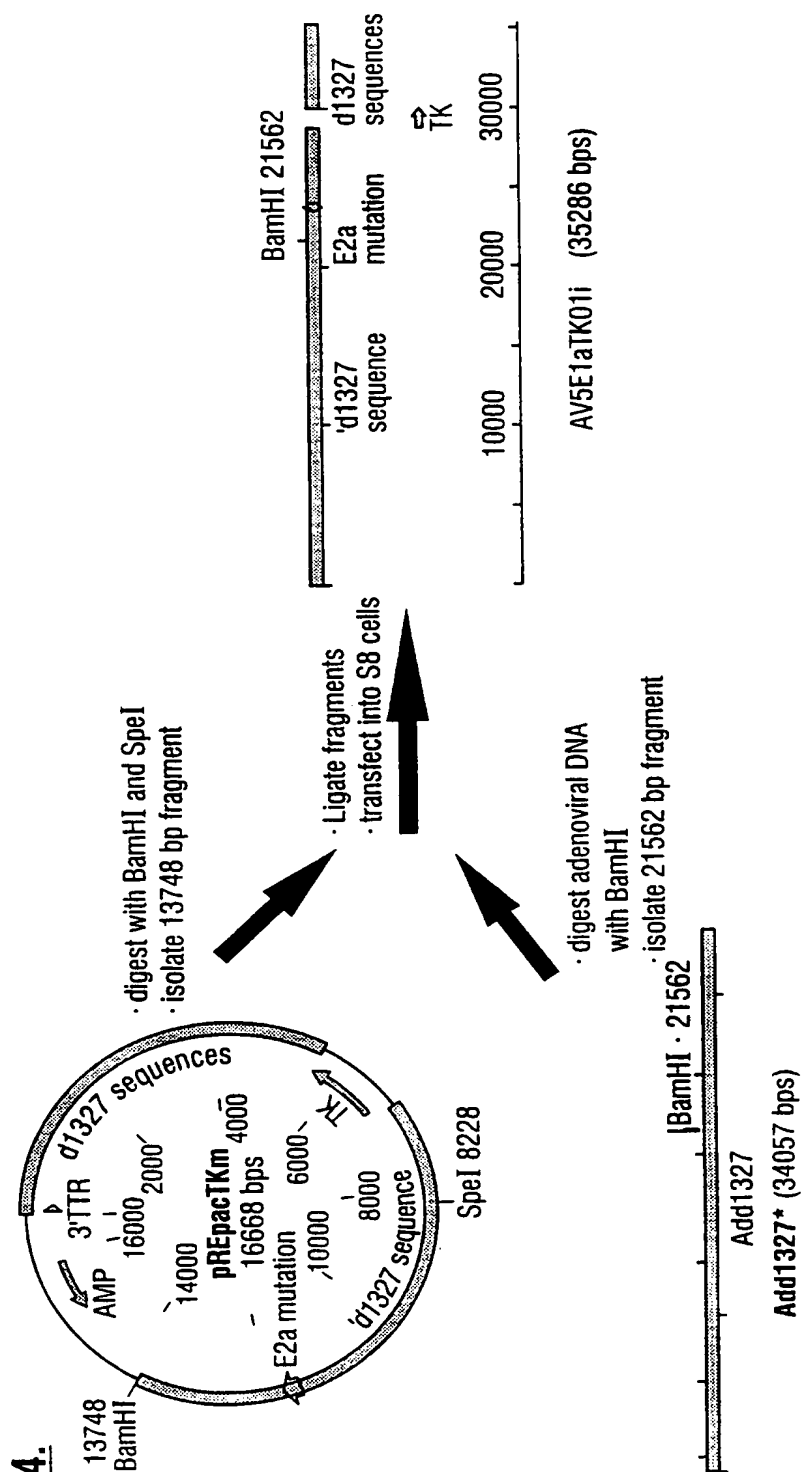 4.
13748
BamHI
AMP
3'TTR
16000
2000
d1327 sequences
14000
pREpacTKm
16668 bps
4000
6000
TK
E2a mutation
10000
8000
'd1327 sequence
SpeI 8228
· digest with BamHI and SpeI
· isolate 13748 bp fragment
· Ligate fragments
· transfect into S8 cells
BamHI · 21562
Add1327
Add1327* (34057 bps)
· digest adenoviral DNA
with BamHI
· isolate 21562 bp fragment
BamHI 21562
'd1327
sequence
E2a
mutation
d1327
sequences
TK
10000
20000
30000
AV5E1aTK01i (35286 bps)